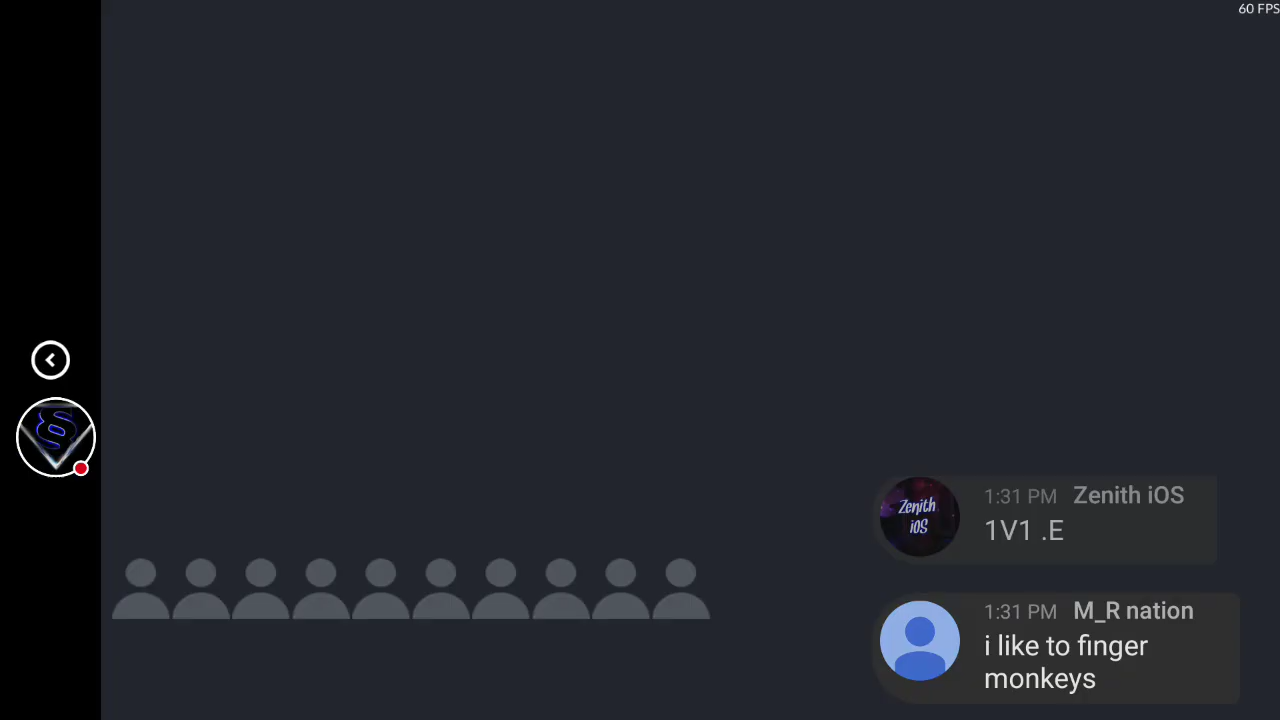 60 FPS
1:31 PM Zenith iOS
Zenith
iOS
1V1 .E
1:31 PM M_R nation
i like to finger
monkeys